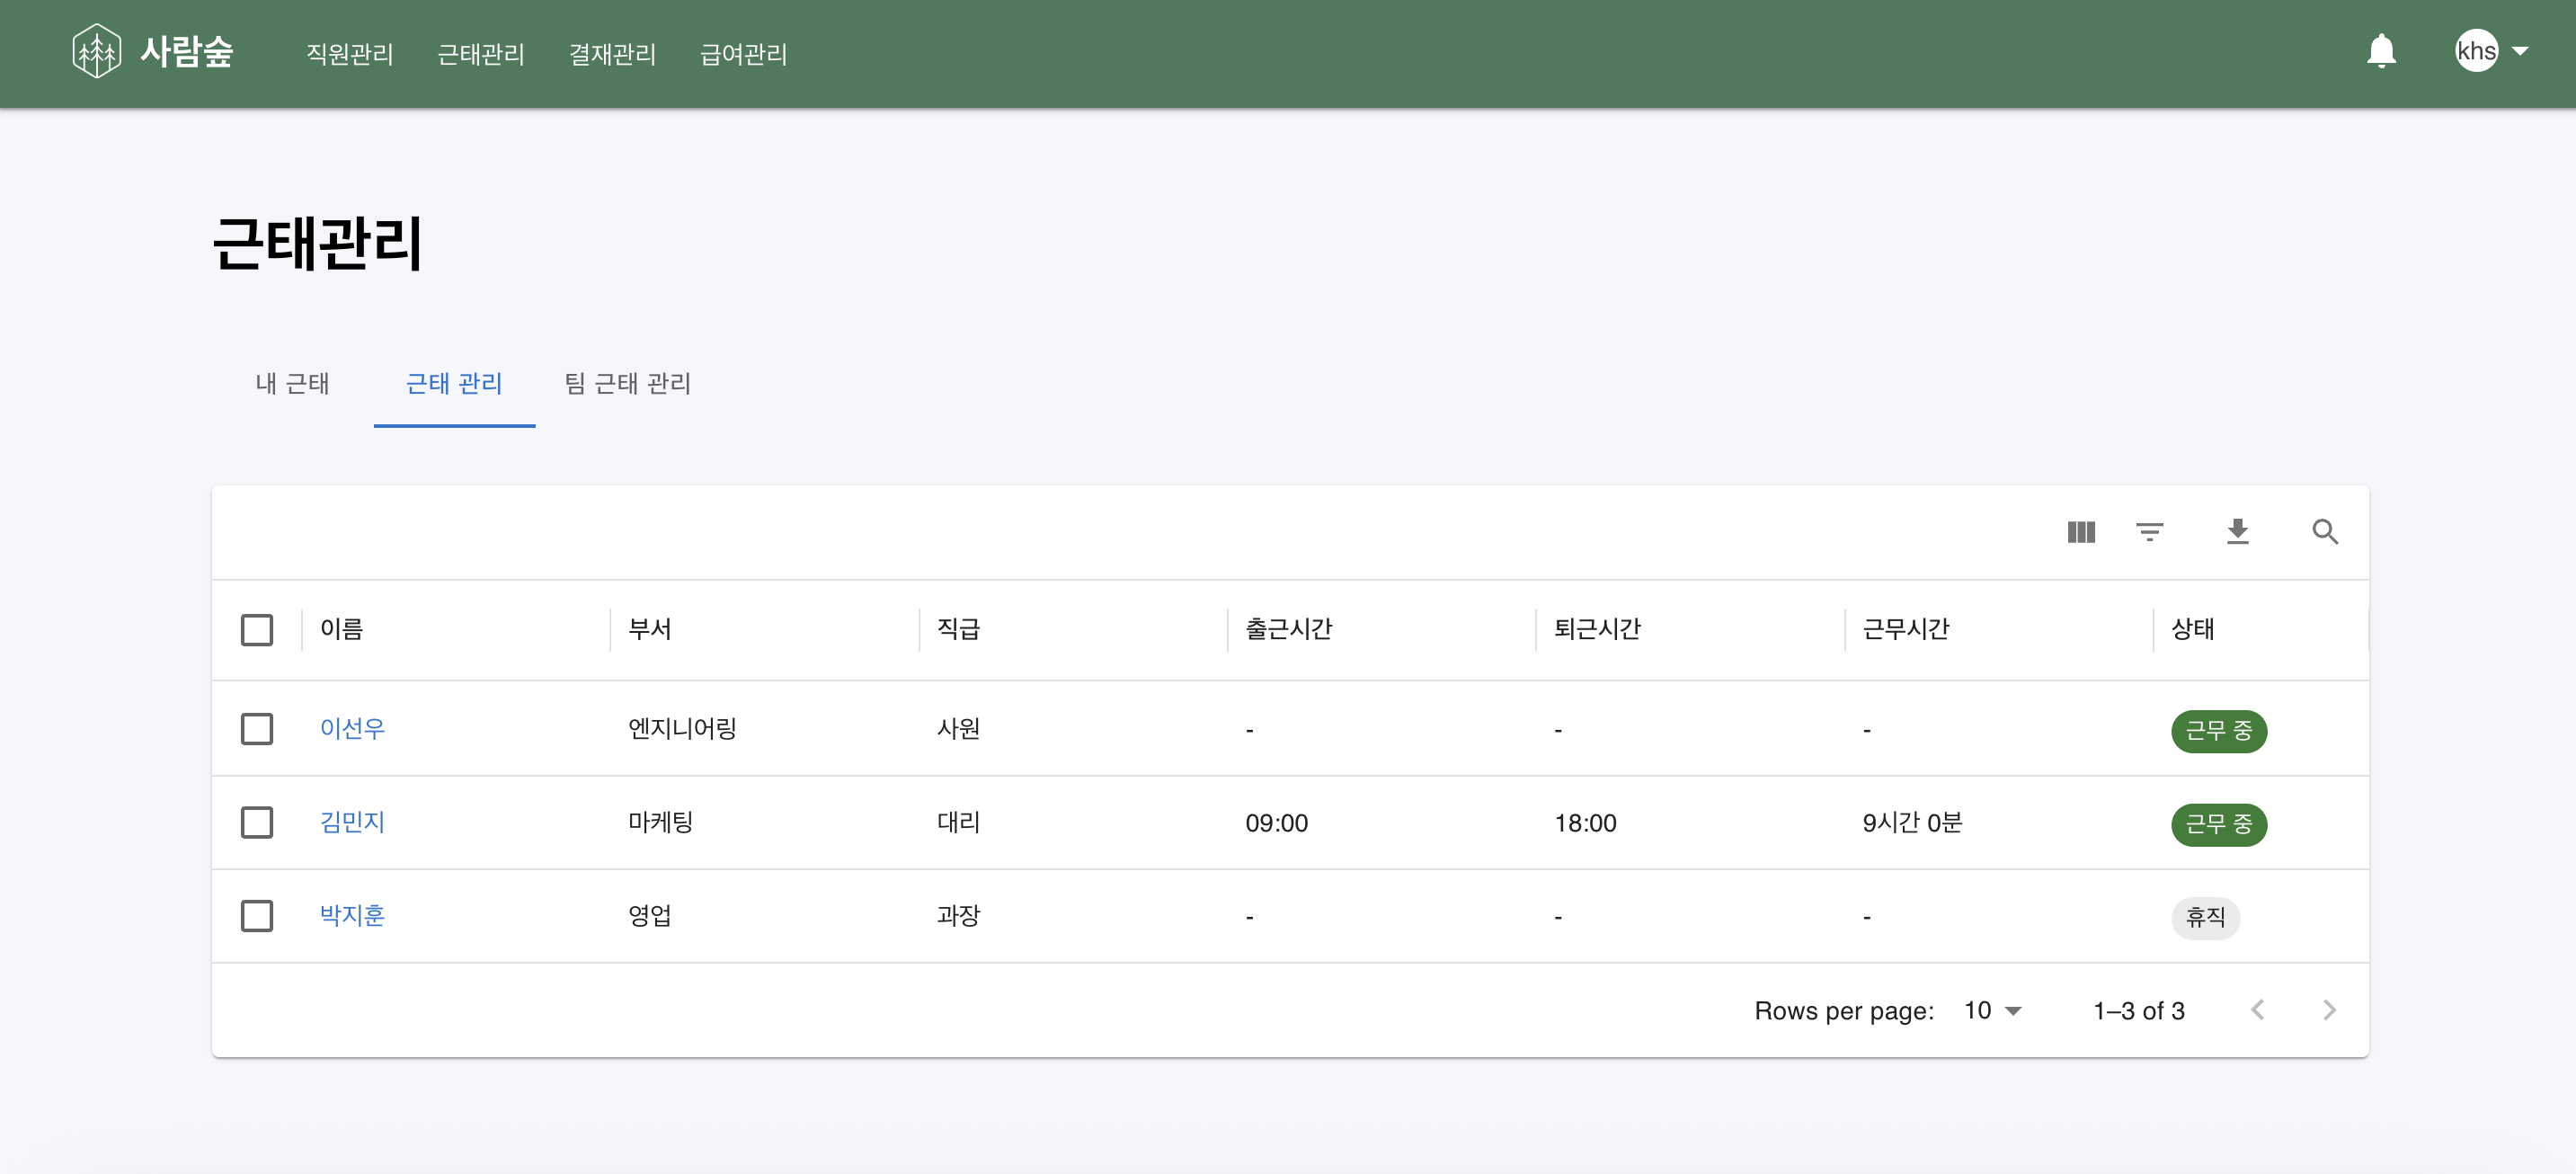 사람숲 직원관리 근태관리 결재관리 급여관리 khs
근태관리
내 근태 근태 관리 팀 근태 관리
이름 부서 직급 출근시간 퇴근시간 근무시간 상태
이선우 엔지니어링 사원 - - - 근무 중
김민지 마케팅 대리 09:00 18:00 9시간 0분 근무 중
박지훈 영업 과장 - - - 휴직
Rows per page: 10 1–3 of 3